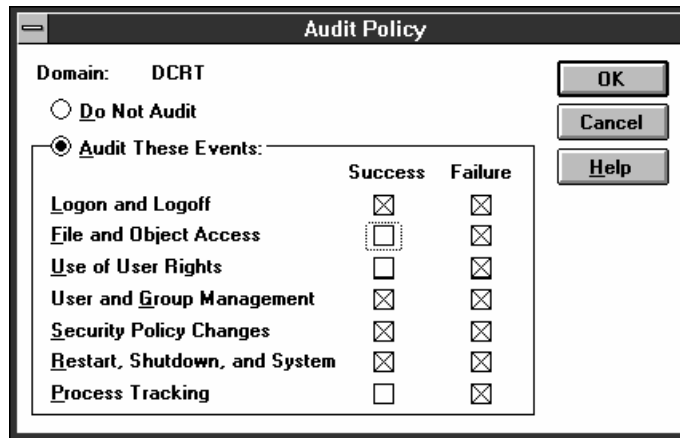 Audit Policy
Domain: DCRT
OK
Do Not Audit
Cancel
Audit These Events:
Help
Success Failure
Logon and Logoff
File and Object Access
Use of User Rights
User and Group Management
Security Policy Changes
Restart, Shutdown, and System
Process Tracking